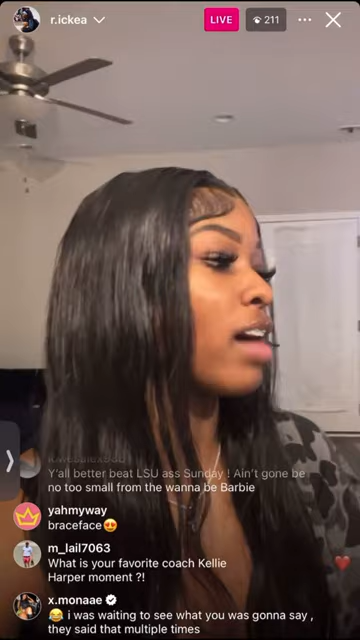 r.ickea
LIVE
211
Y'all better beat LSU ass Sunday ! Ain't gone be
no too small from the wanna be Barbie
yahmyway
braceface😍
m_lail7063
What is your favorite coach Kellie
Harper moment ?!
x.monaae
😂 i was waiting to see what you was gonna say ,
they said that multiple times